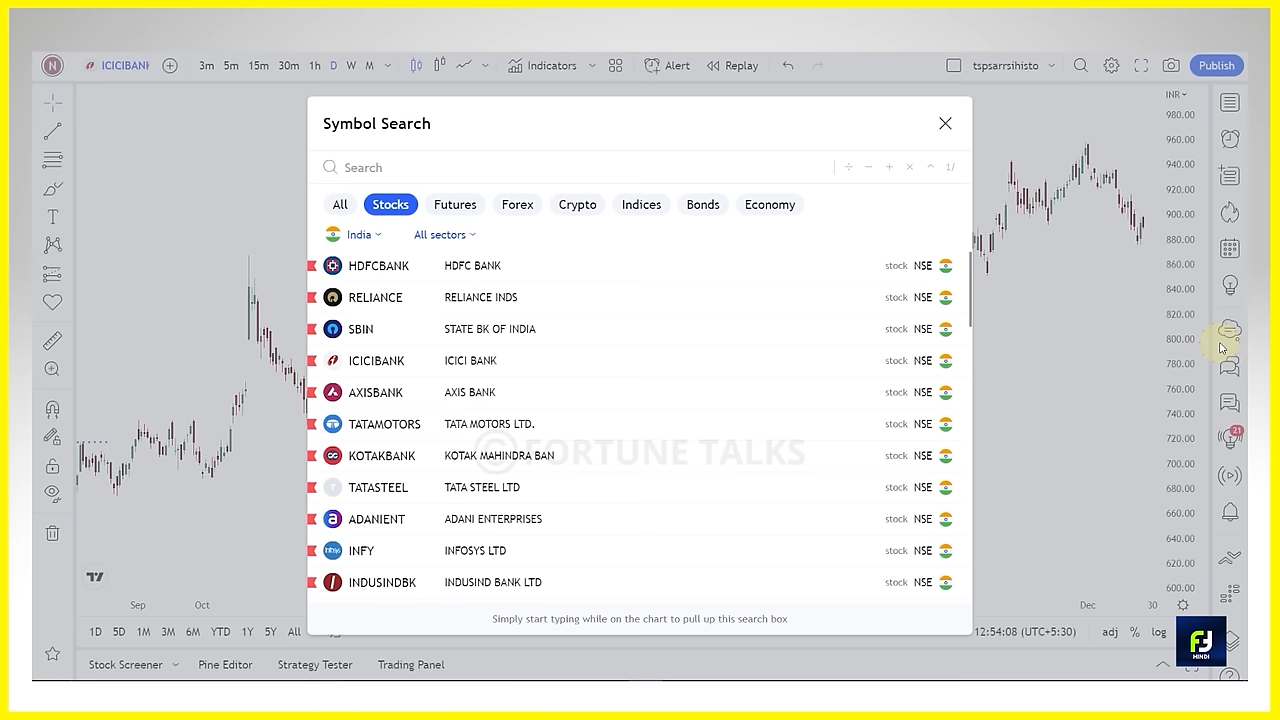 N ICICIBANK 3m 5m 15m 30m 1h D W M Indicators Alert Replay tspsarrsihisto Publish
INR
Symbol Search
980.00
Search 1/
960.00
940.00
All Stocks Futures Forex Crypto Indices Bonds Economy
920.00
900.00
India All sectors
880.00
HDFCBANK HDFC BANK stock NSE
860.00
840.00
RELIANCE RELIANCE INDS stock NSE
820.00
SBIN STATE BK OF INDIA stock NSE
800.00
ICICIBANK ICICI BANK stock NSE
780.00
760.00
AXISBANK AXIS BANK stock NSE
740.00
TATAMOTORS TATA MOTORS LTD. stock NSE
21
720.00
© FORTUNE TALKS
KOTAKBANK KOTAK MAHINDRA BAN stock NSE
700.00
680.00
TATASTEEL TATA STEEL LTD stock NSE
T
660.00
ADANIENT ADANI ENTERPRISES stock NSE
a
640.00
INFY INFOSYS LTD stock NSE
Infosys
620.00
INDUSINDBK INDUSIND BANK LTD stock NSE
600.00
Sep Oct Dec 30
Simply start typing while on the chart to pull up this search box
1D 5D 1M 3M 6M YTD 1Y 5Y All 12:54:08 (UTC+5:30) adj % log
HINDI
Stock Screener Pine Editor Strategy Tester Trading Panel